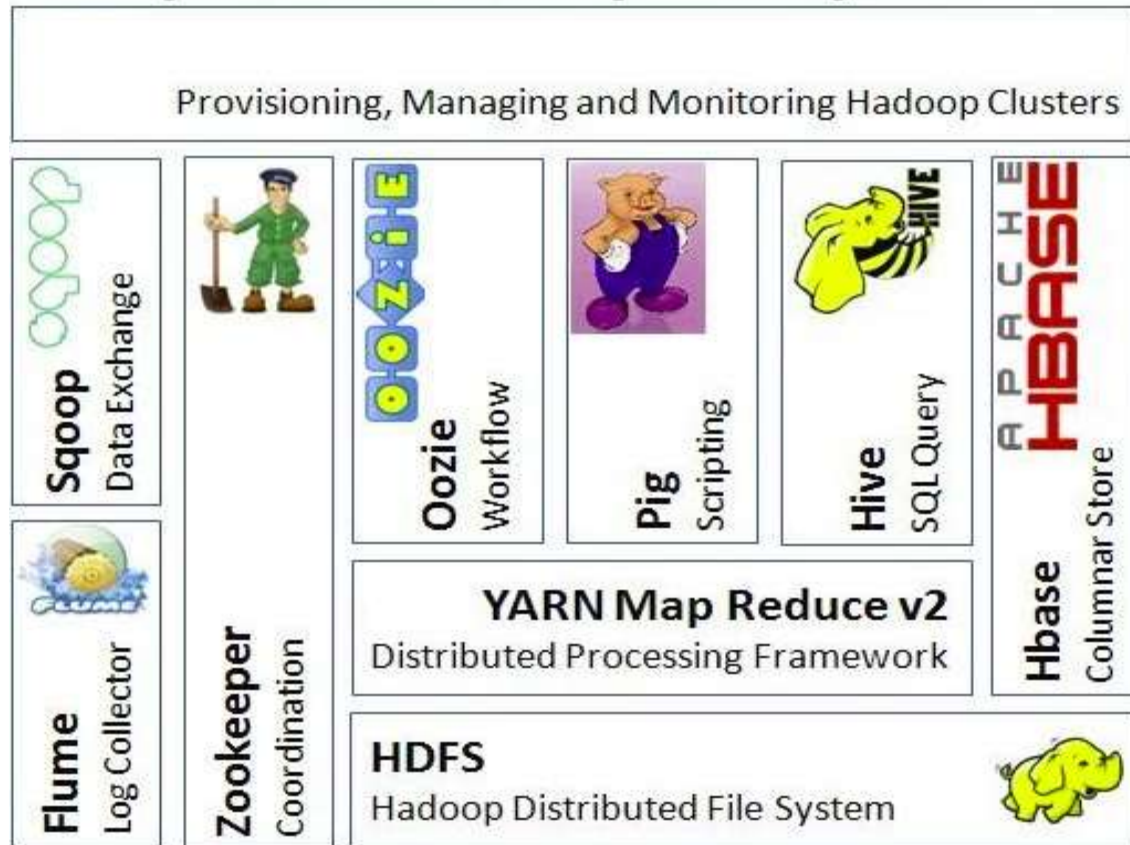 Provisioning, Managing and Monitoring Hadoop Clusters
sqoop
Sqoop
Data Exchange
FLUME
Flume
Log Collector
Zookeeper
Coordination
OOZIE
Oozie
Workflow
Pig
Scripting
HIVE
Hive
SQL Query
APACHE
HBASE
Hbase
Columnar Store
YARN Map Reduce v2
Distributed Processing Framework
HDFS
Hadoop Distributed File System